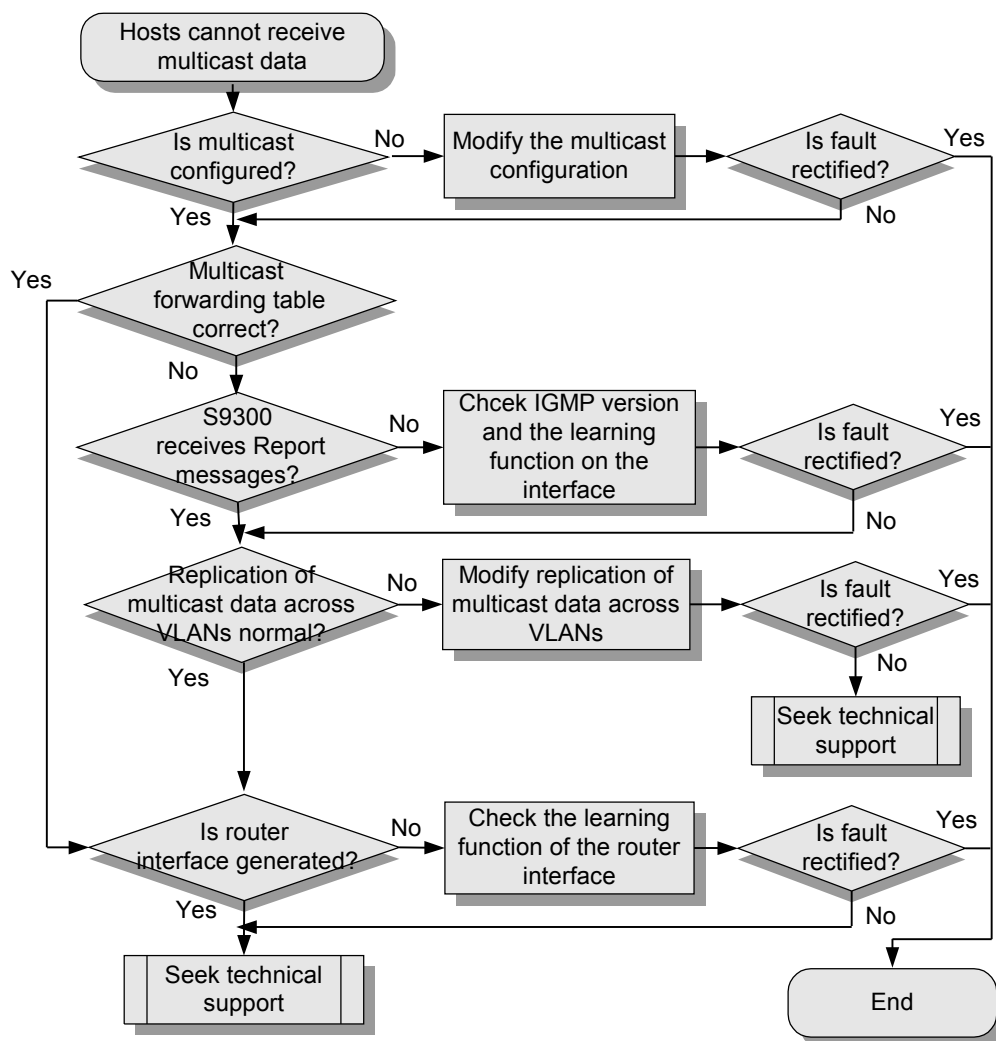 Hosts cannot receive
multicast data
Is multicast
configured?
No
Modify the multicast
configuration
Is fault
rectified?
Yes
Yes
No
Yes
Multicast
forwarding table
correct?
No
S9300
receives Report
messages?
No
Chcek IGMP version
and the learning
function on the
interface
Is fault
rectified?
Yes
Yes
No
Replication of
multicast data across
VLANs normal?
No
Modify replication of
multicast data across
VLANs
Is fault
rectified?
Yes
Yes
No
Seek technical
support
Is router
interface generated?
No
Check the learning
function of the router
interface
Is fault
rectified?
Yes
Yes
No
Seek technical
support
End